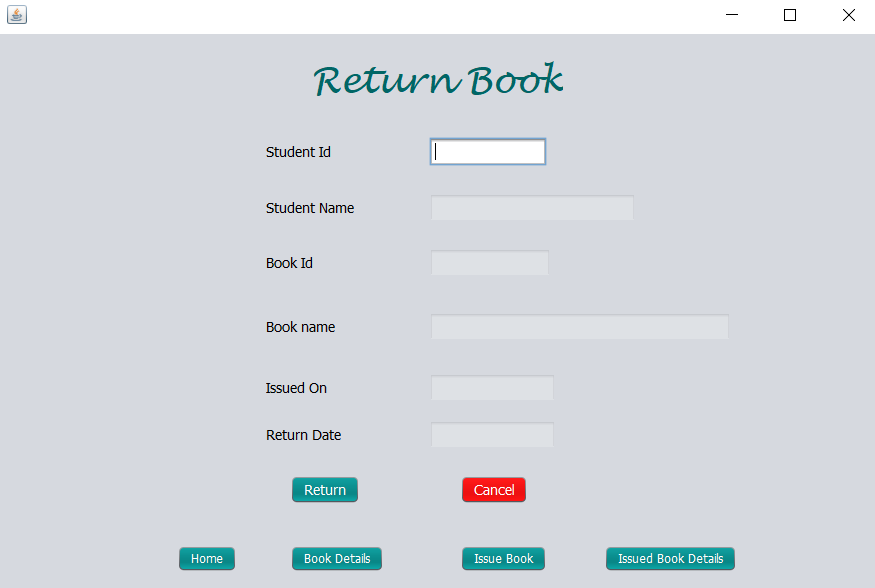 Return Book
Student Id
Student Name
Book Id
Book name
Issued On
Return Date
Return Cancel
Home Book Details Issue Book Issued Book Details